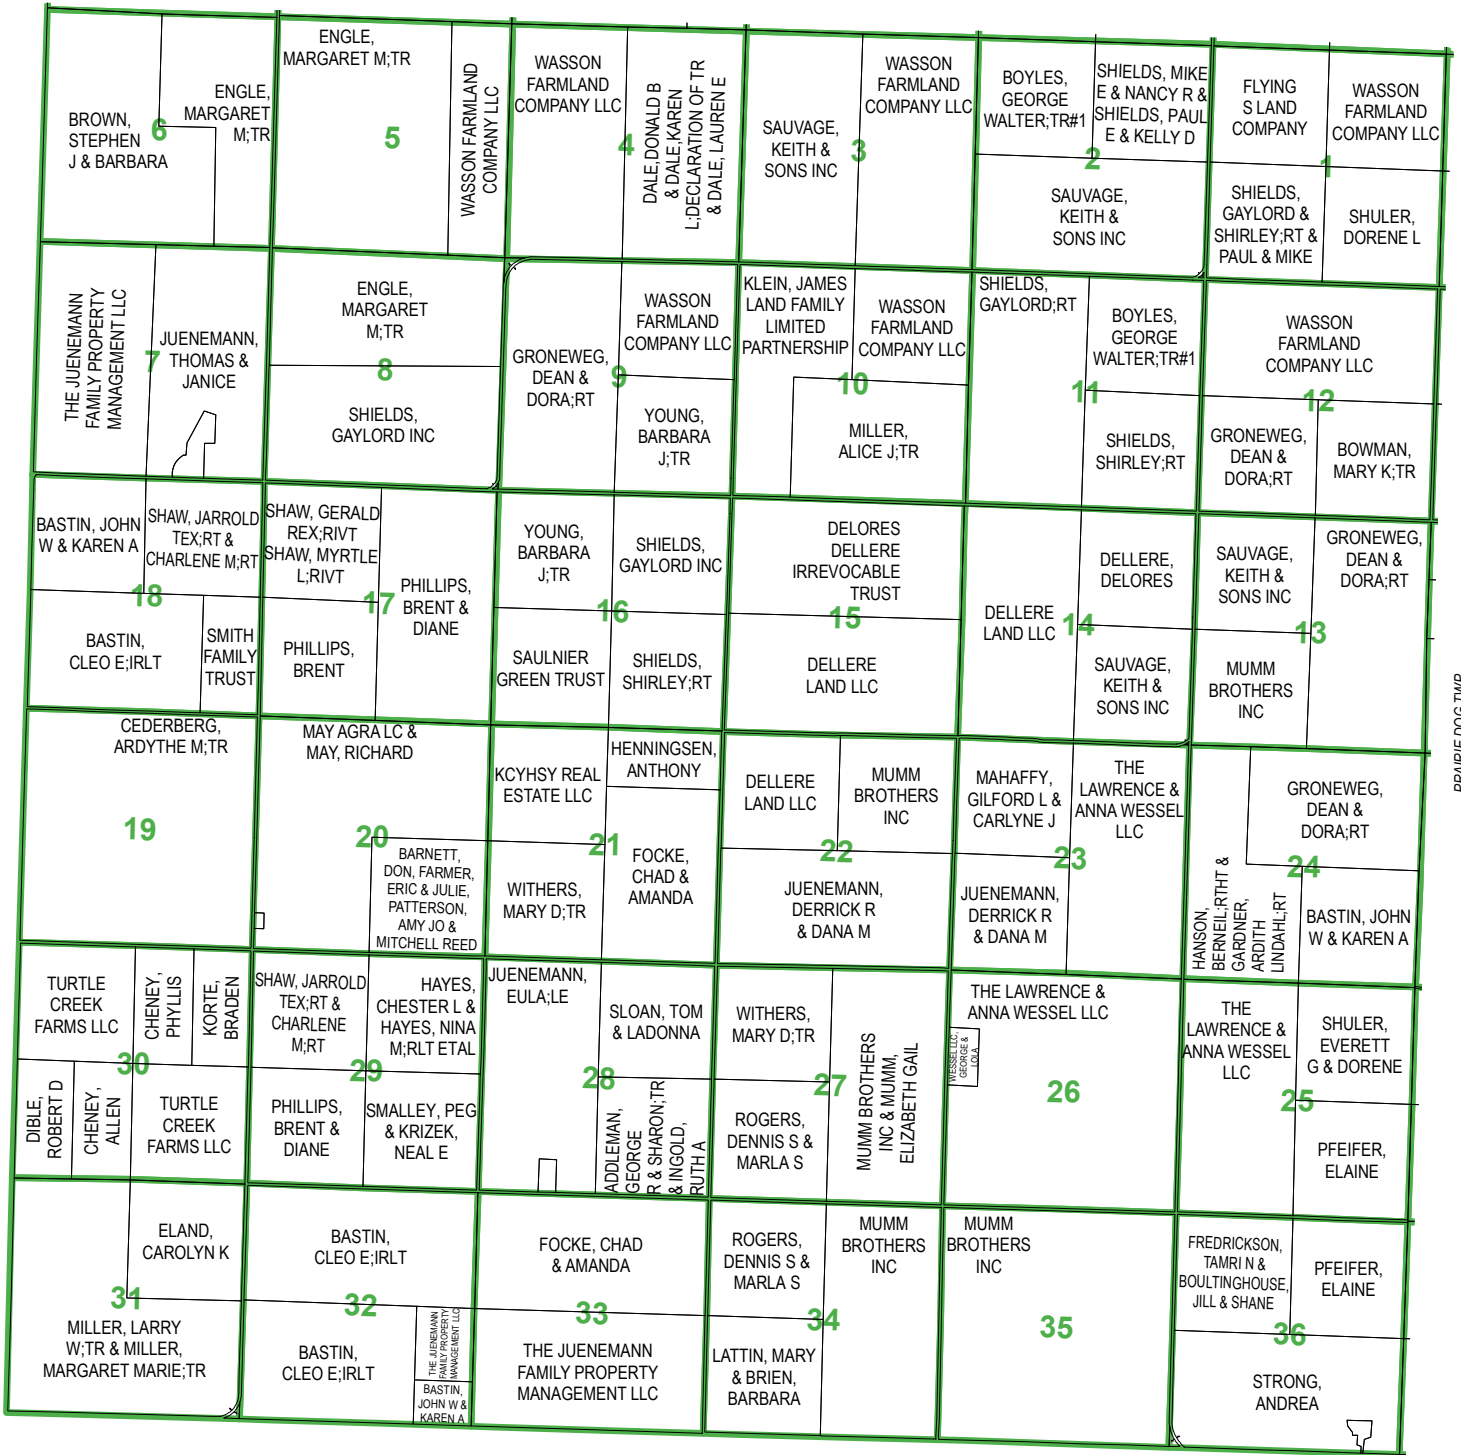 BROWN,
STEPHEN
J & BARBARA
6
ENGLE,
MARGARET
M;TR
ENGLE,
MARGARET M;TR
5
WASSON FARMLAND
COMPANY LLC
WASSON
FARMLAND
COMPANY LLC
4
DALE,DONALD B
& DALE,KAREN
L;DECLARATION OF TR
& DALE, LAUREN E
SAUVAGE,
KEITH &
SONS INC
3
WASSON
FARMLAND
COMPANY LLC
BOYLES,
GEORGE
WALTER;TR#1
SHIELDS, MIKE
E & NANCY R &
SHIELDS, PAUL
E & KELLY D
2
SAUVAGE,
KEITH &
SONS INC
FLYING
S LAND
COMPANY
WASSON
FARMLAND
COMPANY LLC
1
SHIELDS,
GAYLORD &
SHIRLEY;RT &
PAUL & MIKE
SHULER,
DORENE L
THE JUENEMANN
FAMILY PROPERTY
MANAGEMENT LLC
7
JUENEMANN,
THOMAS &
JANICE
ENGLE,
MARGARET
M;TR
8
SHIELDS,
GAYLORD INC
GRONEWEG,
DEAN &
DORA;RT
9
WASSON
FARMLAND
COMPANY LLC
YOUNG,
BARBARA
J;TR
KLEIN, JAMES
LAND FAMILY
LIMITED
PARTNERSHIP
WASSON
FARMLAND
COMPANY LLC
10
MILLER,
ALICE J;TR
SHIELDS,
GAYLORD;RT
BOYLES,
GEORGE
WALTER;TR#1
11
SHIELDS,
SHIRLEY;RT
WASSON
FARMLAND
COMPANY LLC
12
GRONEWEG,
DEAN &
DORA;RT
BOWMAN,
MARY K;TR
BASTIN, JOHN
W & KAREN A
SHAW, JARROLD
TEX;RT &
CHARLENE M;RT
18
BASTIN,
CLEO E;IRLT
SMITH
FAMILY
TRUST
SHAW, GERALD
REX;RIVT
SHAW, MYRTLE
L;RIVT
17
PHILLIPS,
BRENT &
DIANE
PHILLIPS,
BRENT
YOUNG,
BARBARA
J;TR
SHIELDS,
GAYLORD INC
16
SAULNIER
GREEN TRUST
SHIELDS,
SHIRLEY;RT
DELORES
DELLERE
IRREVOCABLE
TRUST
15
DELLERE
LAND LLC
DELLERE
LAND LLC
14
DELLERE,
DELORES
SAUVAGE,
KEITH &
SONS INC
SAUVAGE,
KEITH &
SONS INC
GRONEWEG,
DEAN &
DORA;RT
13
MUMM
BROTHERS
INC
PRAIRIE DOG TWP
CEDERBERG,
ARDYTHE M;TR
19
MAY AGRA LC &
MAY, RICHARD
20
BARNETT,
DON, FARMER,
ERIC & JULIE,
PATTERSON,
AMY JO &
MITCHELL REED
KCYHSY REAL
ESTATE LLC
HENNINGSEN,
ANTHONY
21
WITHERS,
MARY D;TR
FOCKE,
CHAD &
AMANDA
DELLERE
LAND LLC
MUMM
BROTHERS
INC
22
JUENEMANN,
DERRICK R
& DANA M
MAHAFFY,
GILFORD L &
CARLYNE J
THE
LAWRENCE &
ANNA WESSEL
LLC
23
JUENEMANN,
DERRICK R
& DANA M
GRONEWEG,
DEAN &
DORA;RT
24
HANSON,
BERNEIL;RTHT &
GARDNER,
ARDITH
LINDAHL;RT
BASTIN, JOHN
W & KAREN A
TURTLE
CREEK
FARMS LLC
CHENEY,
PHYLLIS
KORTE,
BRADEN
30
DIBLE,
ROBERT D
CHENEY,
ALLEN
TURTLE
CREEK
FARMS LLC
SHAW, JARROLD
TEX;RT &
CHARLENE
M;RT
HAYES,
CHESTER L &
HAYES, NINA
M;RLT ETAL
29
PHILLIPS,
BRENT &
DIANE
SMALLEY, PEG
& KRIZEK,
NEAL E
JUENEMANN,
EULA;LE
SLOAN, TOM
& LADONNA
28
ADDLEMAN,
GEORGE
R & SHARON;TR
& INGOLD,
RUTH A
WITHERS,
MARY D;TR
27
ROGERS,
DENNIS S &
MARLA S
MUMM BROTHERS
INC & MUMM,
ELIZABETH GAIL
THE LAWRENCE &
ANNA WESSEL LLC
WESSEL LLC,
GEORGE &
LOLA
26
THE
LAWRENCE &
ANNA WESSEL
LLC
SHULER,
EVERETT
G & DORENE
25
PFEIFER,
ELAINE
ELAND,
CAROLYN K
31
MILLER, LARRY
W;TR & MILLER,
MARGARET MARIE;TR
BASTIN,
CLEO E;IRLT
32
BASTIN,
CLEO E;IRLT
THE JUENEMANN
FAMILY PROPERTY
MANAGEMENT LLC
BASTIN,
JOHN W &
KAREN A
FOCKE, CHAD
& AMANDA
33
THE JUENEMANN
FAMILY PROPERTY
MANAGEMENT LLC
ROGERS,
DENNIS S &
MARLA S
MUMM
BROTHERS
INC
34
LATTIN, MARY
& BRIEN,
BARBARA
MUMM
BROTHERS
INC
35
FREDRICKSON,
TAMRI N &
BOULTINGHOUSE,
JILL & SHANE
PFEIFER,
ELAINE
36
STRONG,
ANDREA